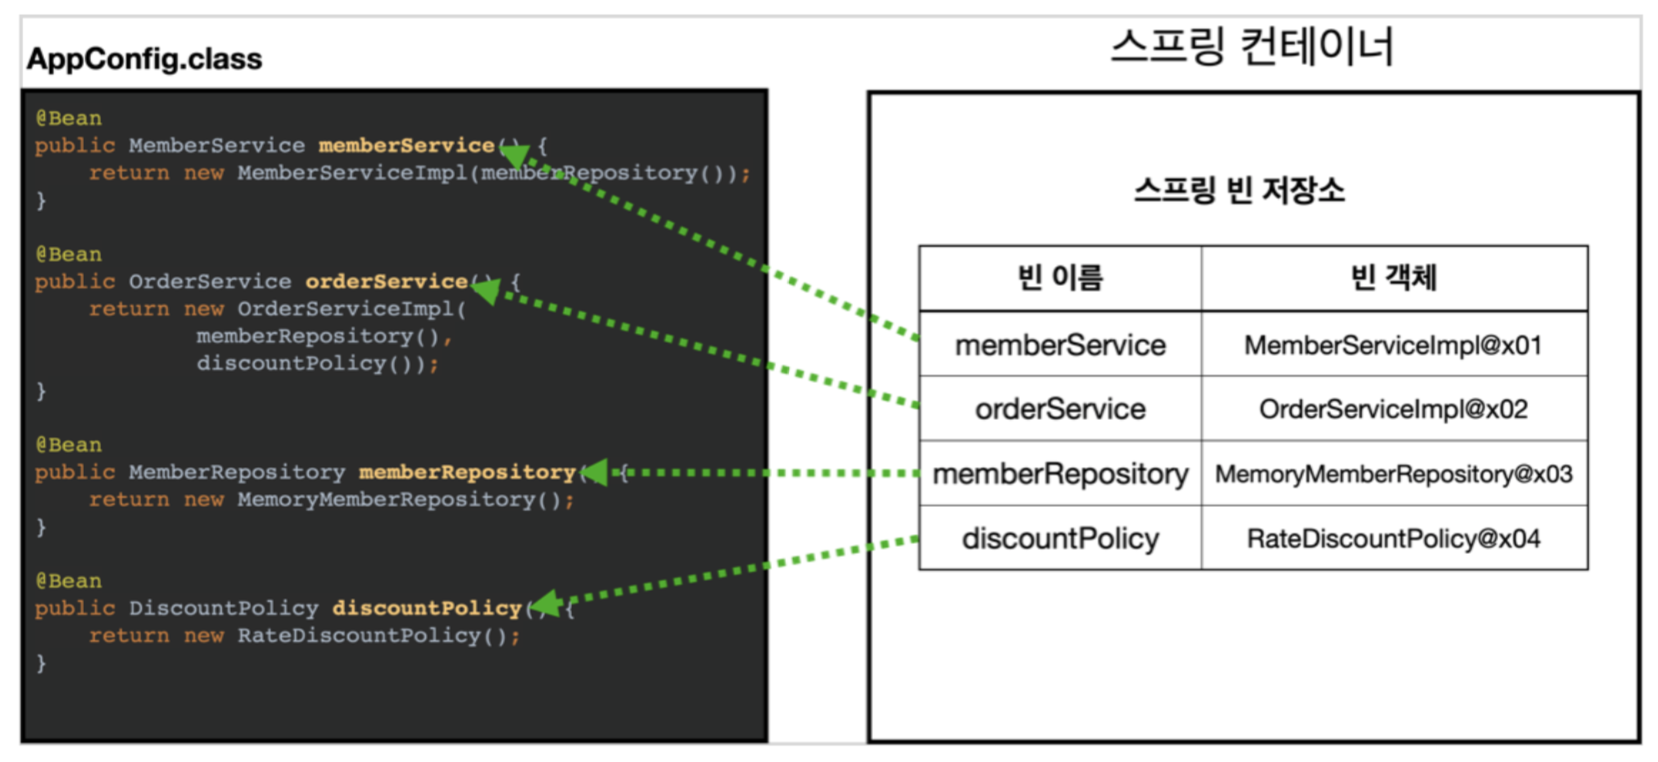 AppConfig.class
@Bean
public MemberService memberService() {
    return new MemberServiceImpl(memberRepository());
}
@Bean
public OrderService orderService() {
    return new OrderServiceImpl(
            memberRepository(),
            discountPolicy());
}
@Bean
public MemberRepository memberRepository() {
    return new MemoryMemberRepository();
}
@Bean
public DiscountPolicy discountPolicy() {
    return new RateDiscountPolicy();
}
스프링 컨테이너
스프링 빈 저장소
빈 이름 빈 객체
memberService MemberServiceImpl@x01
orderService OrderServiceImpl@x02
memberRepository MemoryMemberRepository@x03
discountPolicy RateDiscountPolicy@x04